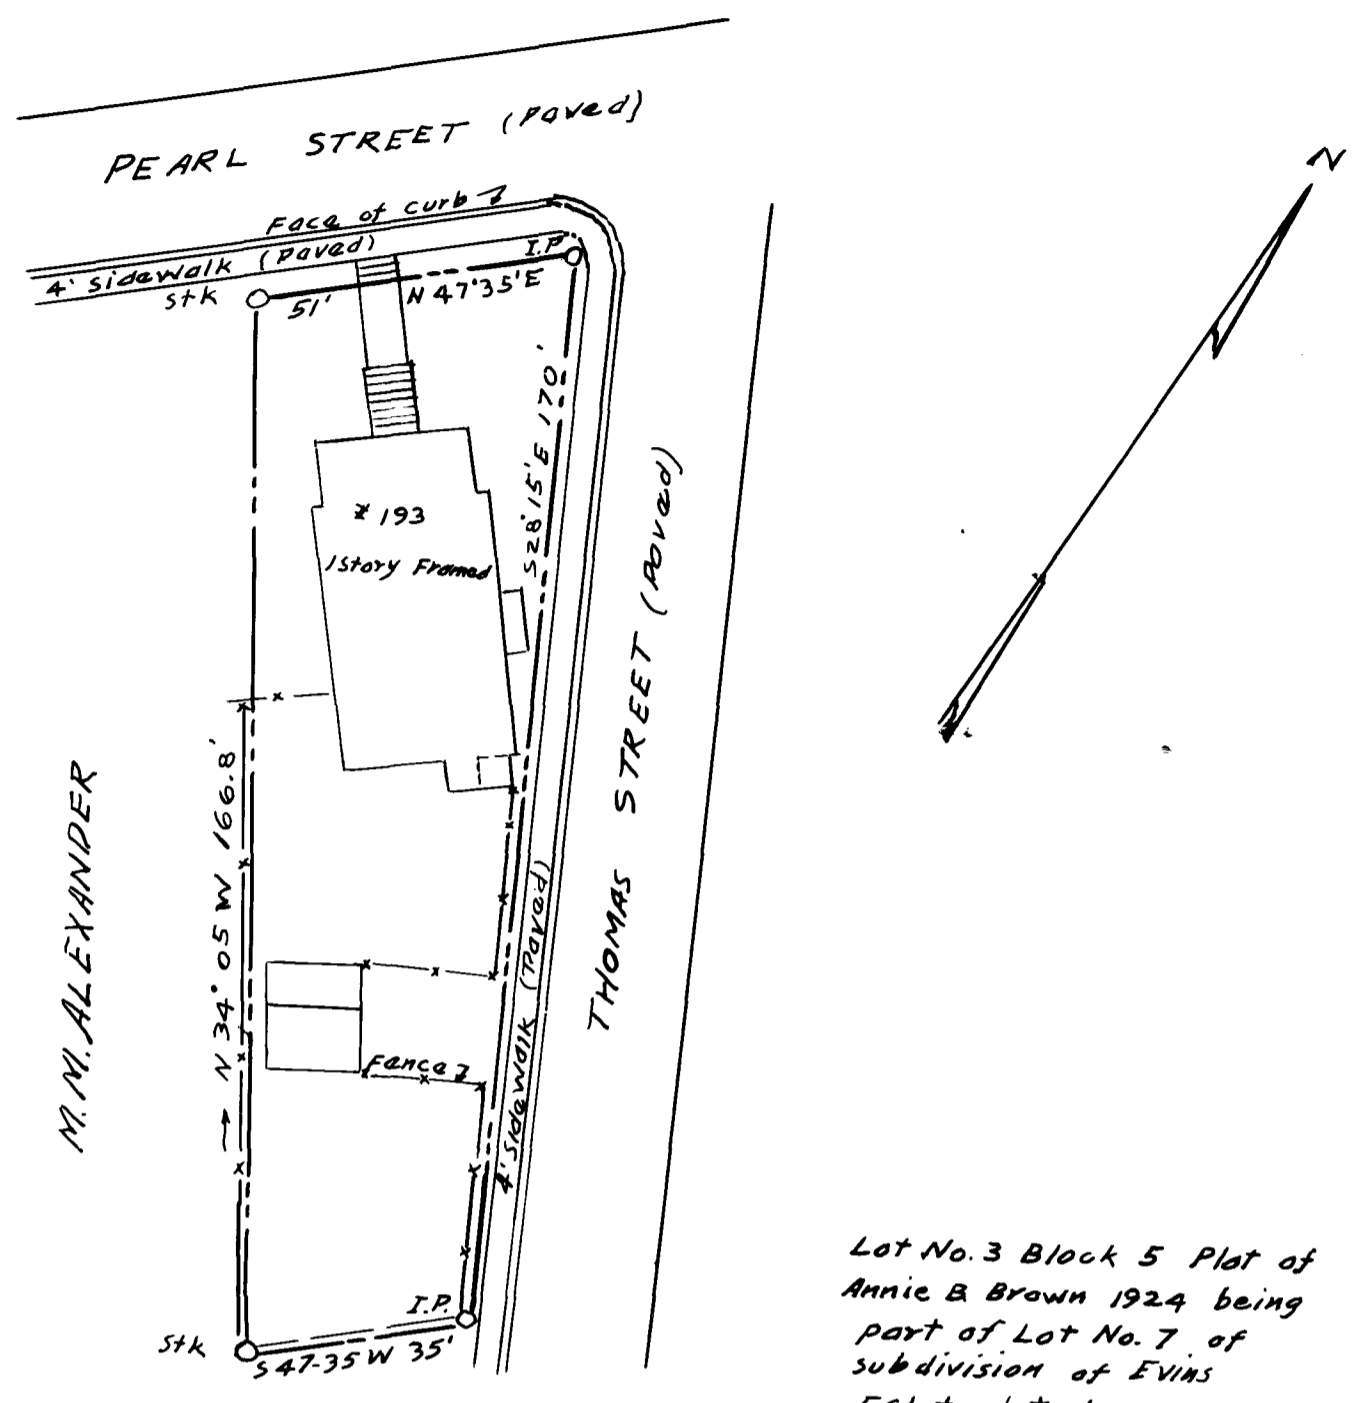 N
PEARL STREET (Paved)
Face of curb
4' sidewalk (Paved)
I.P.
stk
51' N 47°35'E
S28°15'E 170'
# 193
1 Story Framed
THOMAS STREET (Paved)
M. M. ALEXANDER
N 34° 05 W 166.8'
4' Sidewalk (Paved)
Fence
I.P.
Stk
S 47-35 W 35'
Lot No. 3 Block 5 Plat of
Annie B Brown 1924 being
part of Lot No. 7 of
subdivision of Evins